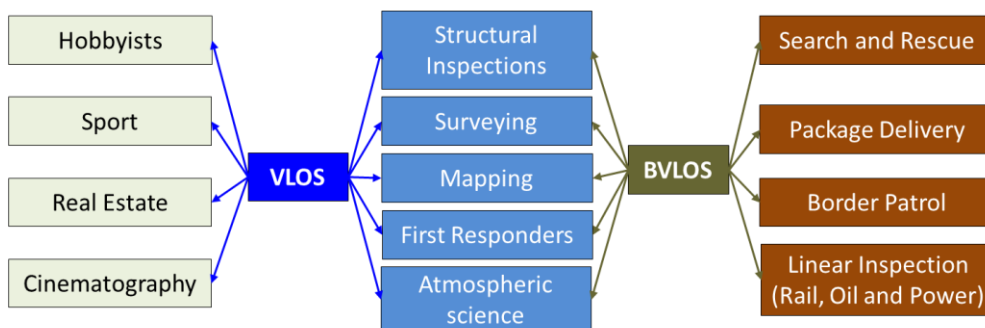 Hobbyists
Sport
Real Estate
Cinematography
VLOS
Structural
Inspections
Surveying
Mapping
First Responders
Atmospheric
science
BVLOS
Search and Rescue
Package Delivery
Border Patrol
Linear Inspection
(Rail, Oil and Power)